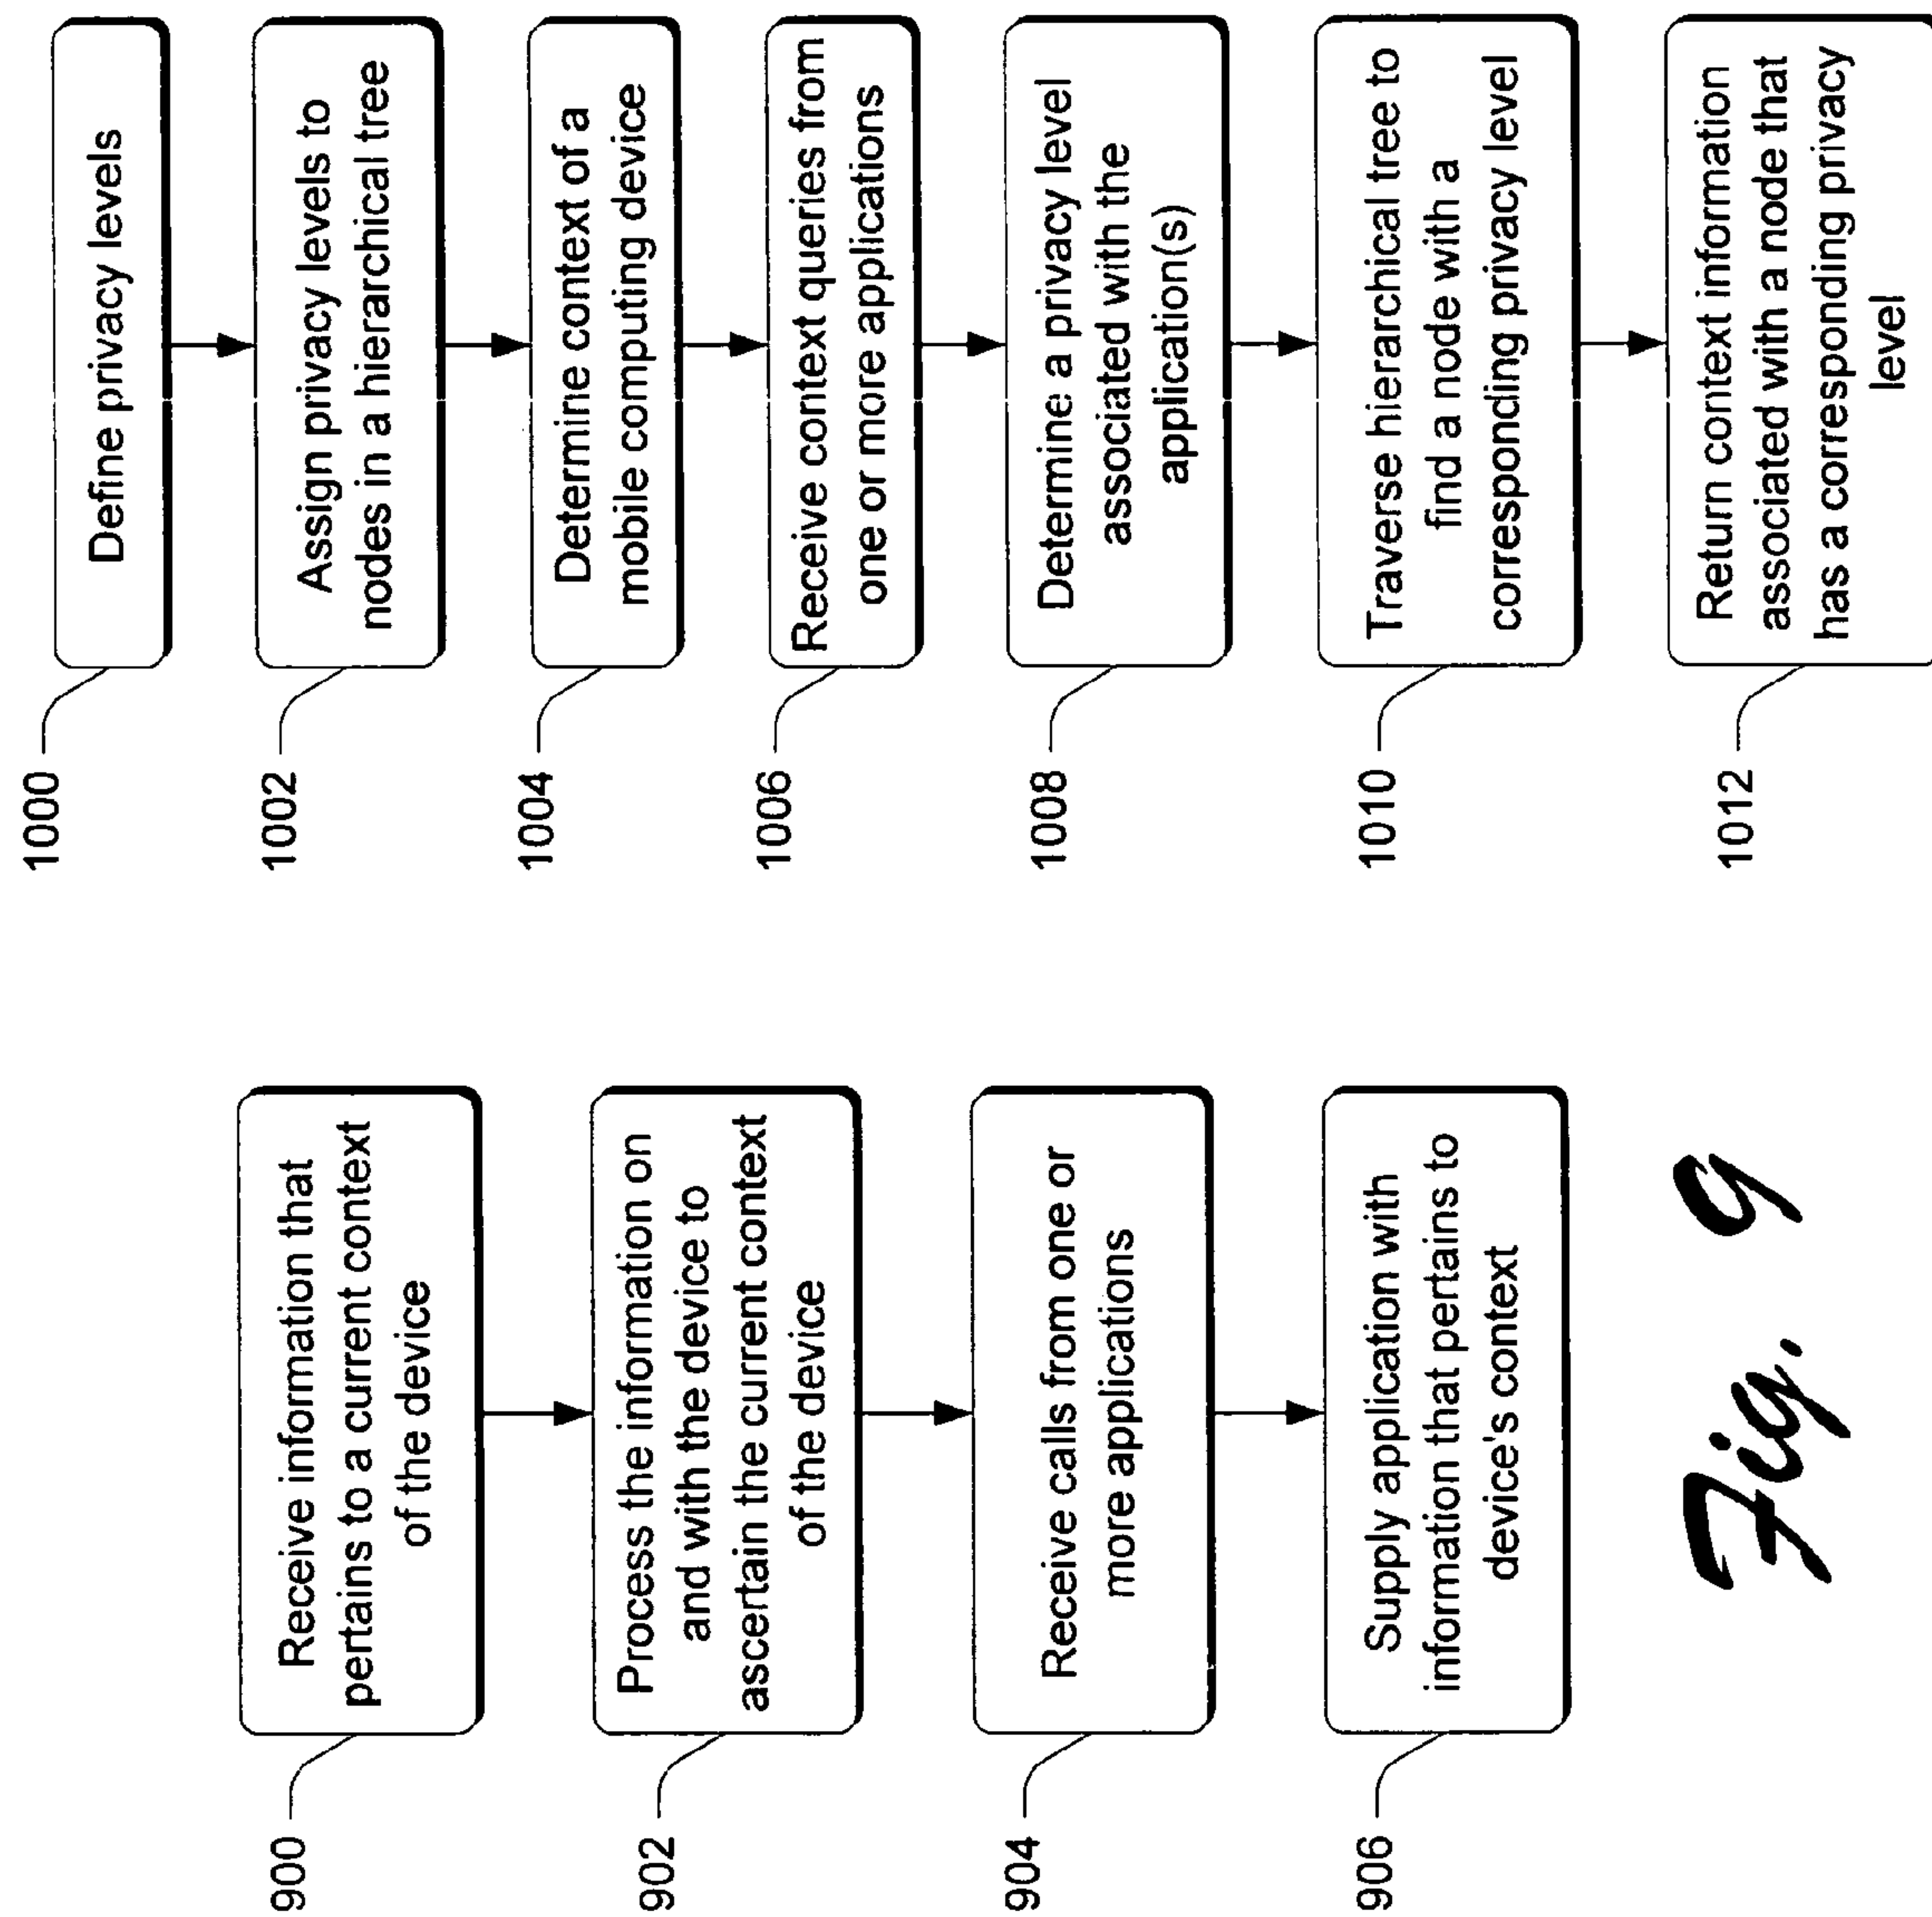 900
Receive information that
pertains to a current context
of the device
902
Process the information on
and with the device to
ascertain the current context
of the device
904
Receive calls from one or
more applications
906
Supply application with
information that pertains to
device's context
Fig. 9
1000
Define privacy levels
1002
Assign privacy levels to
nodes in a hierarchical tree
1004
Determine context of a
mobile computing device
1006
Receive context queries from
one or more applications
1008
Determine a privacy level
associated with the
application(s)
1010
Traverse hierarchical tree to
find a node with a
corresponding privacy level
1012
Return context information
associated with a node that
has a corresponding privacy
level